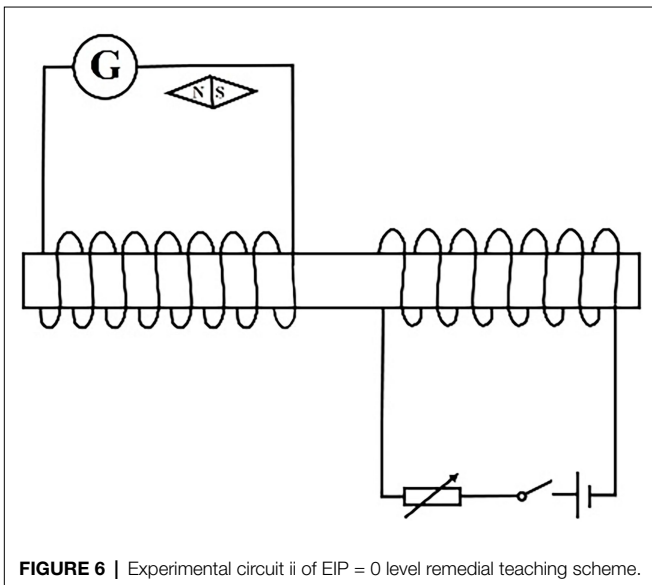 G
N S
FIGURE 6 | Experimental circuit ii of EIP = 0 level remedial teaching scheme.